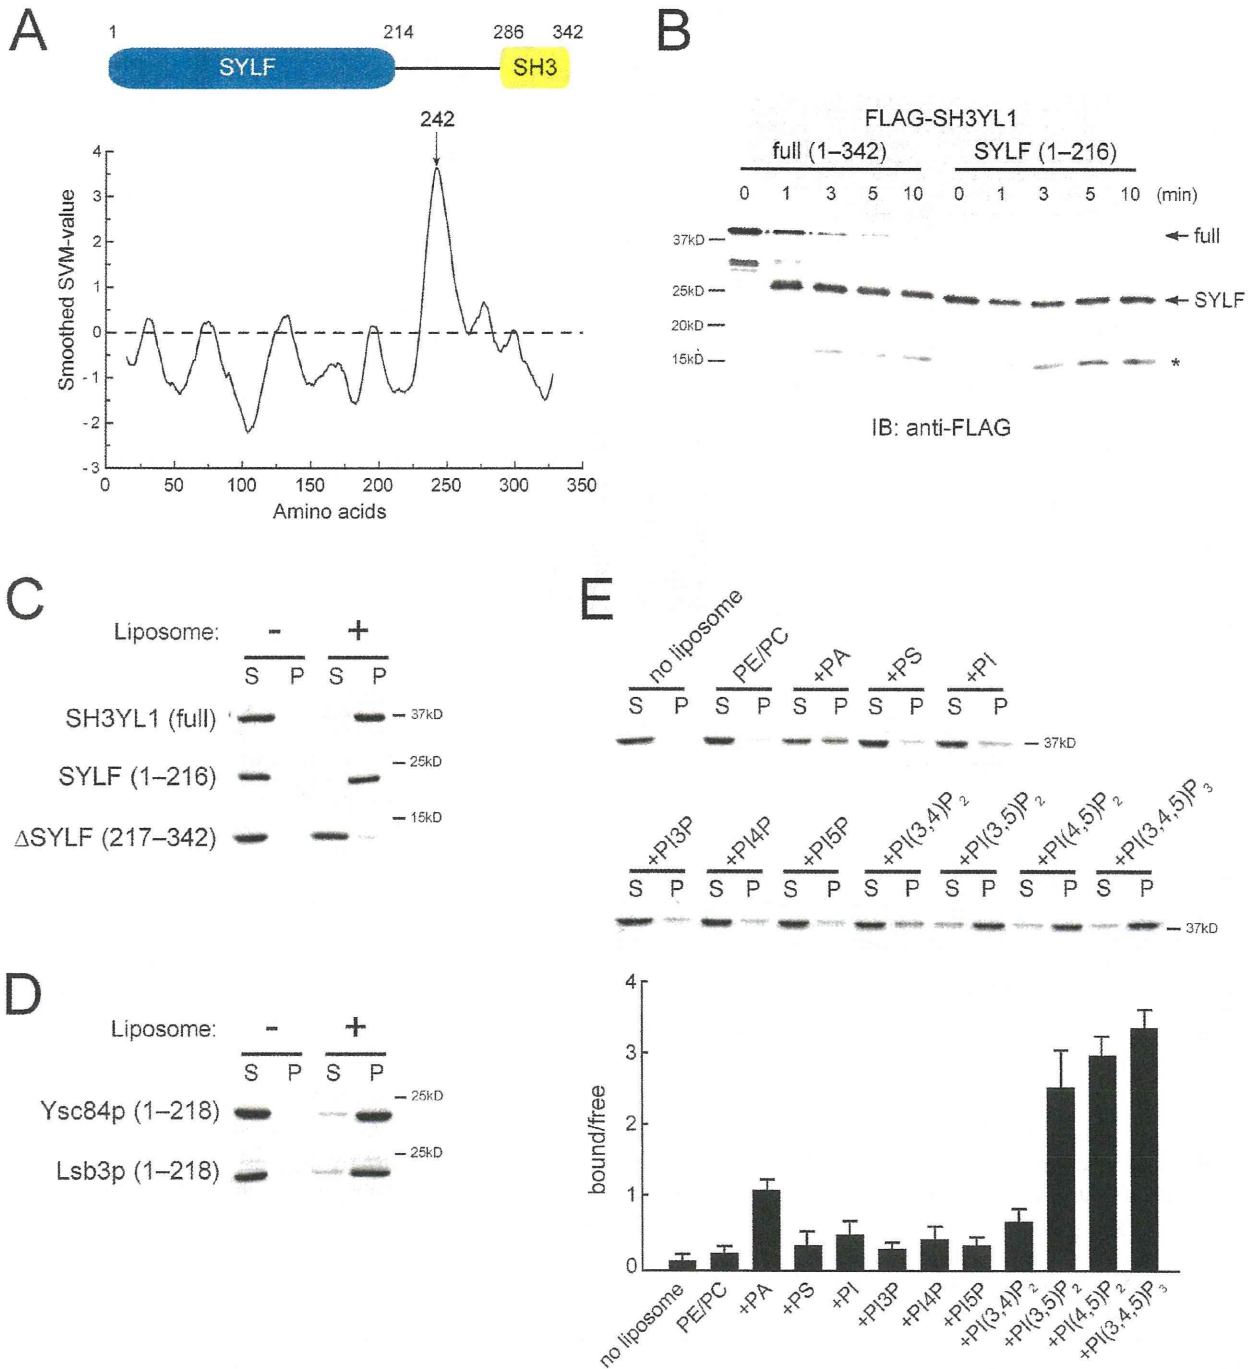 A
1 214 286 342
SYLF SH3
242
4
3
2
1
0
-1
-2
-3
Smoothed SVM-value
0 50 100 150 200 250 300 350
Amino acids
B
FLAG-SH3YL1
full (1–342) SYLF (1–216)
0 1 3 5 10 0 1 3 5 10 (min)
37kD
full
25kD
SYLF
20kD
15kD
*
IB: anti-FLAG
C
Liposome: - +
S P S P
SH3YL1 (full) 37kD
25kD
SYLF (1–216)
15kD
ΔSYLF (217–342)
D
Liposome: - +
S P S P
25kD
Ysc84p (1–218)
25kD
Lsb3p (1–218)
E
no liposome PE/PC +PA +PS +PI
S P S P S P S P S P
37kD
+PI3P +PI4P +PI5P +PI(3,4)P2 +PI(3,5)P2 +PI(4,5)P2 +PI(3,4,5)P3
S P S P S P S P S P S P S P
37kD
4
3
2
1
0
bound/free
no liposome PE/PC +PA +PS +PI +PI3P +PI4P +PI5P +PI(3,4)P2 +PI(3,5)P2 +PI(4,5)P2 +PI(3,4,5)P3